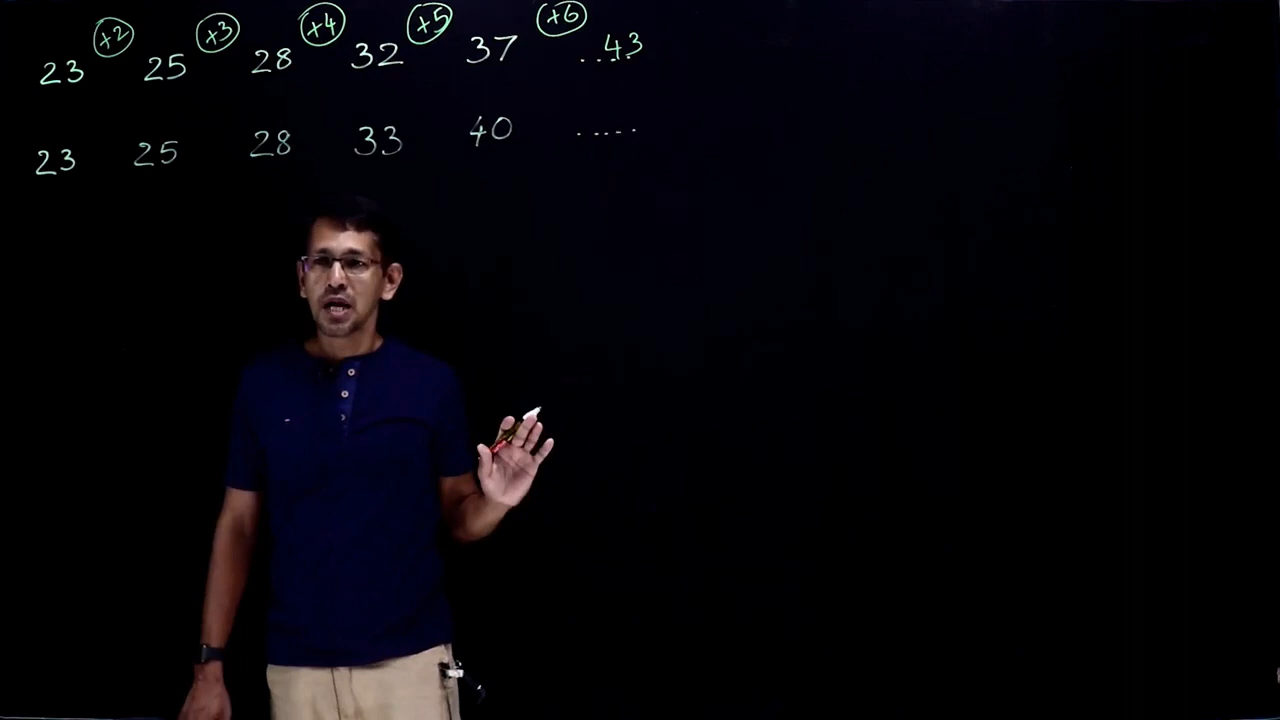 +2 +3 +4 +5 +6
23 25 28 32 37 .....43
23 25 28 33 40 .....